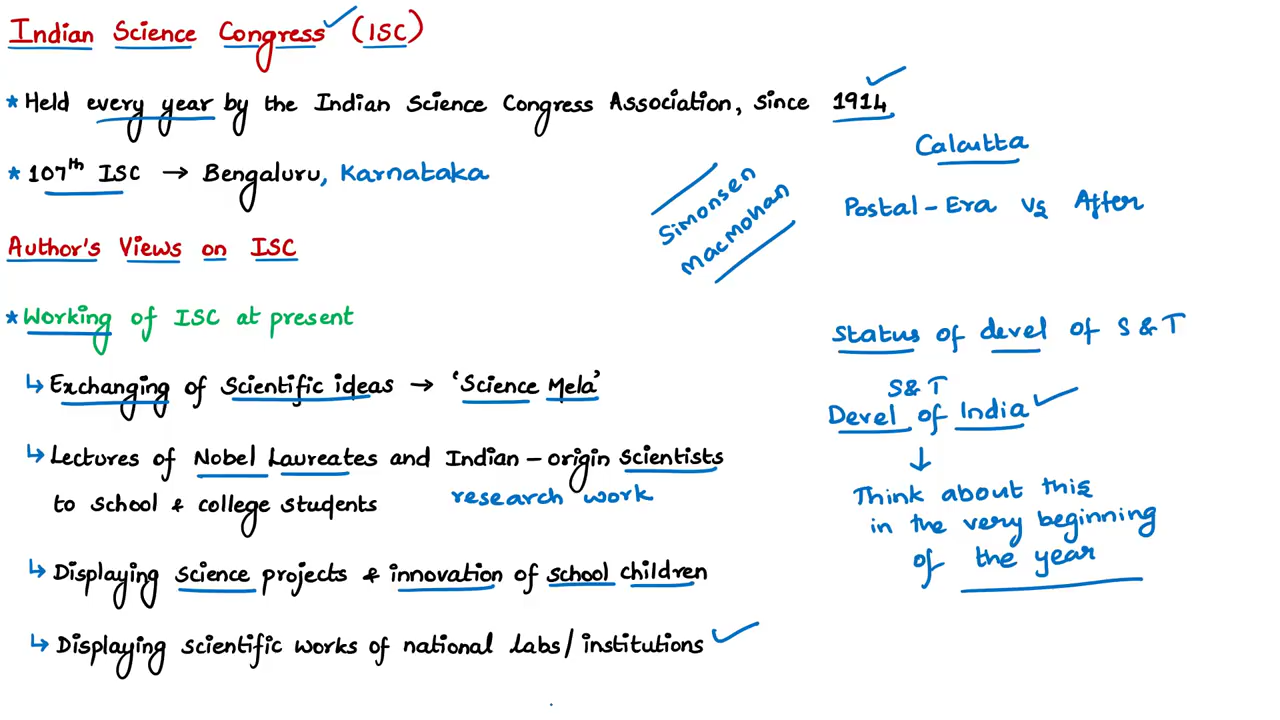 Indian Science Congress (ISC)
* Held every year by the Indian Science Congress Association, since 1914
* 107th ISC → Bengaluru, Karnataka
Author's Views on ISC
* Working of ISC at present
↳ Exchanging of Scientific ideas → 'Science Mela'
↳ Lectures of Nobel Laureates and Indian-origin scientists
to school & college students
research work
↳ Displaying science projects & innovation of school children
↳ Displaying scientific works of national labs/institutions
Simonsen
MacMohan
Calcutta
Postal-Era vs After
Status of devel of S & T
S& T
Devel of India
↓
Think about this
in the very beginning
of the year